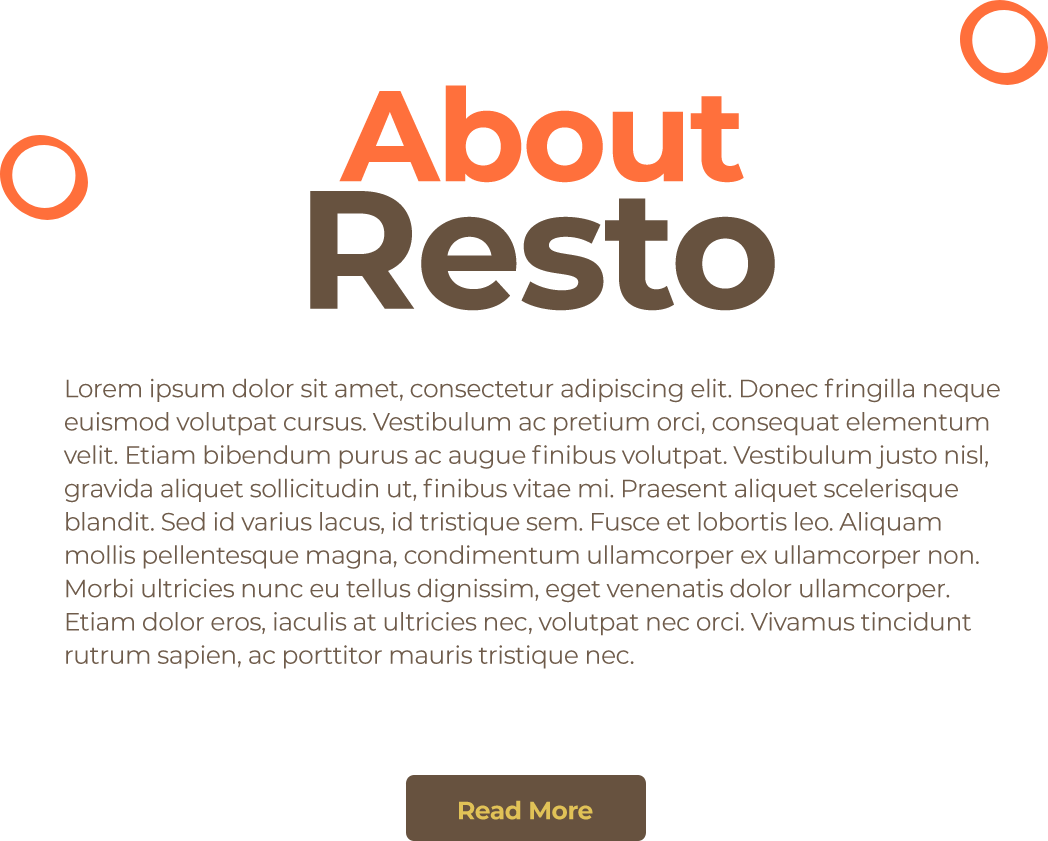 About
Resto
Lorem ipsum dolor sit amet, consectetur adipiscing elit. Donec fringilla neque
euismod volutpat cursus. Vestibulum ac pretium orci, consequat elementum
velit. Etiam bibendum purus ac augue finibus volutpat. Vestibulum justo nisl,
gravida aliquet sollicitudin ut, finibus vitae mi. Praesent aliquet scelerisque
blandit. Sed id varius lacus, id tristique sem. Fusce et lobortis leo. Aliquam
mollis pellentesque magna, condimentum ullamcorper ex ullamcorper non.
Morbi ultricies nunc eu tellus dignissim, eget venenatis dolor ullamcorper.
Etiam dolor eros, iaculis at ultricies nec, volutpat nec orci. Vivamus tincidunt
rutrum sapien, ac porttitor mauris tristique nec.
Read More